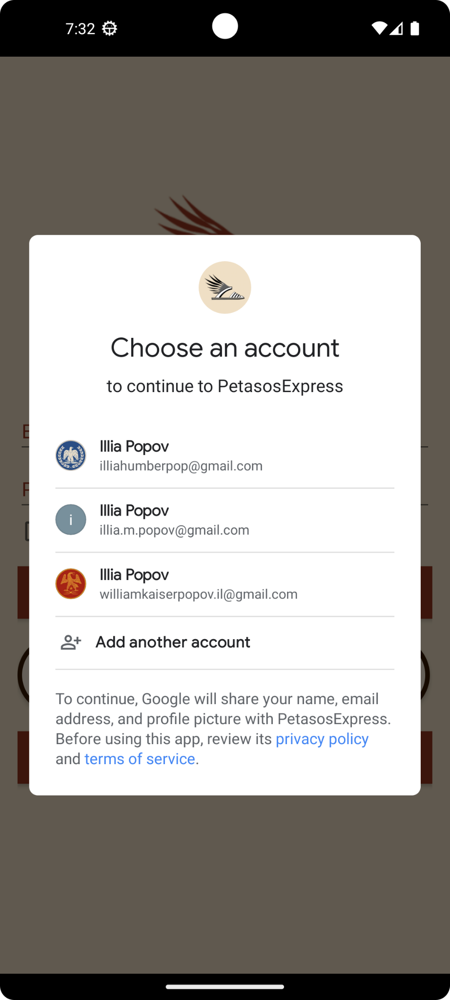 7:32
Choose an account
to continue to PetasosExpress
Illia Popov
illiahumberpop@gmail.com
i
Illia Popov
illia.m.popov@gmail.com
Illia Popov
williamkaiserpopov.il@gmail.com
Add another account
To continue, Google will share your name, email
address, and profile picture with PetasosExpress.
Before using this app, review its privacy policy
and terms of service.